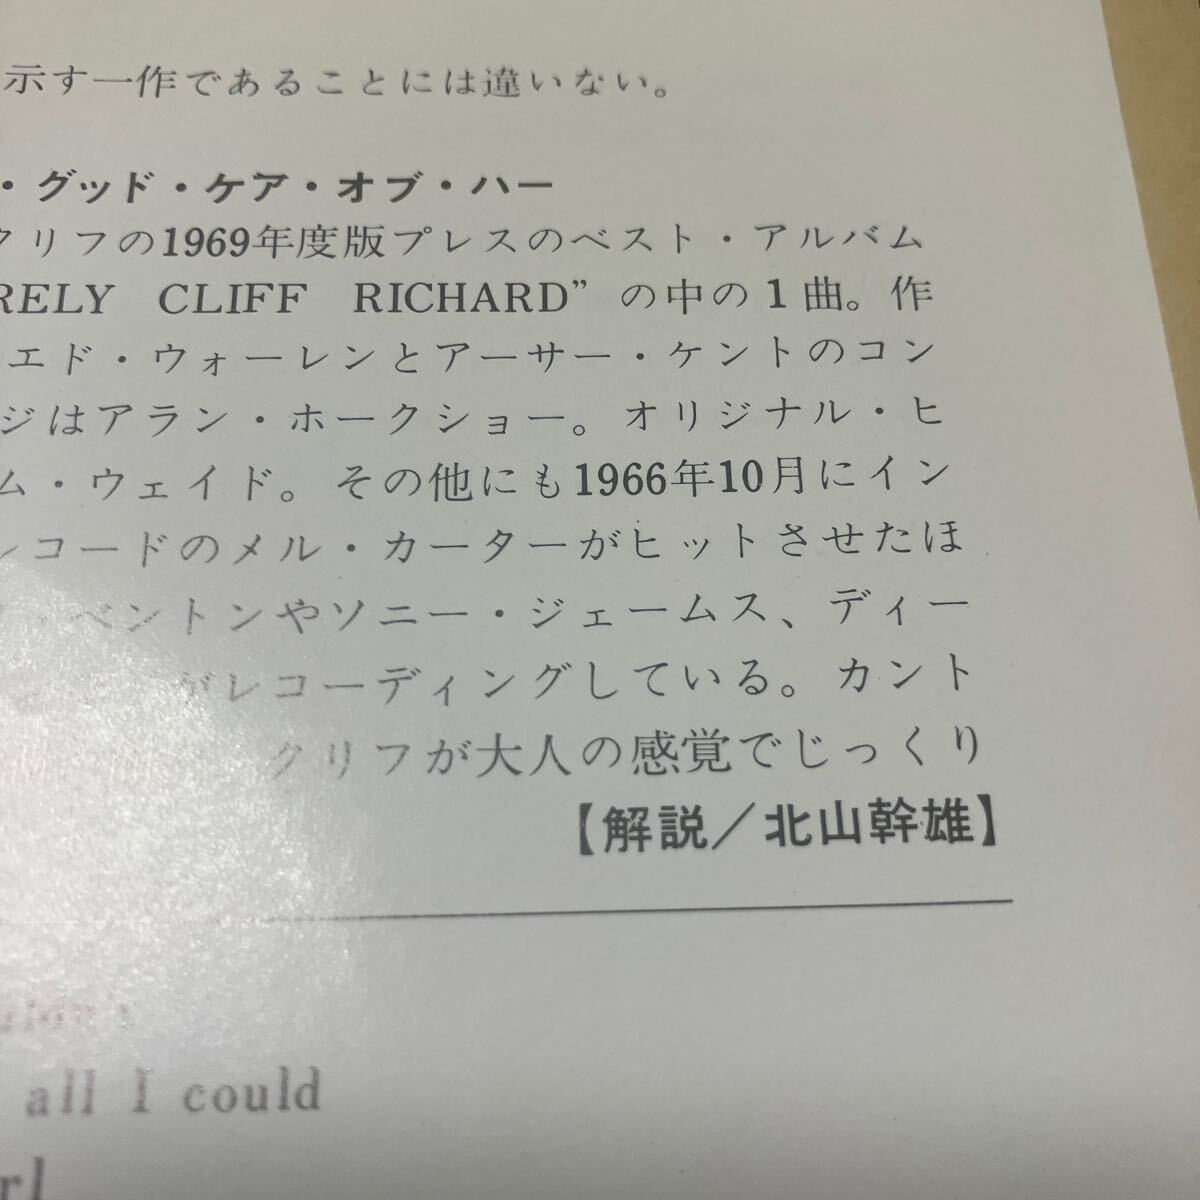 示す一作であることには違いない。
・グッド・ケア・オブ・ハー
クリフの1969年度版プレスのベスト・アルバム
RELY CLIFF RICHARD”の中の1曲。作
エド・ウォーレンとアーサー・ケントのコン
ジはアラン・ホークショー。オリジナル・ヒ
ム・ウェイド。その他にも1966年10月にイン
レコードのメル・カーターがヒットさせたほ
・ベントンやソニー・ジェームス、ディー
がレコーディングしている。カント
クリフが大人の感覚でじっくり
【解説／北山幹雄】
all I could